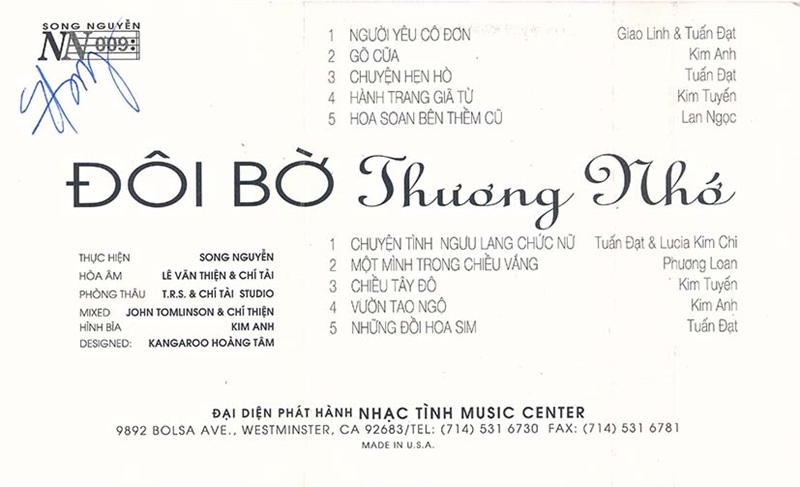 SONG NGUYỄN
NN 009
1 NGƯỜI YÊU CÔ ĐƠN Giao Linh & Tuấn Đạt
2 GÕ CỬA Kim Anh
3 CHUYỆN HẸN HÒ Tuấn Đạt
4 HÀNH TRANG GIÃ TỪ Kim Tuyến
5 HOA SOAN BÊN THỀM CŨ Lan Ngọc
ĐÔI BỜ Thương Nhớ
1 CHUYỆN TÌNH NGƯU LANG CHỨC NỮ Tuấn Đạt & Lucia Kim Chi
2 MỘT MÌNH TRONG CHIỀU VẮNG Phương Loan
3 CHIỀU TÂY ĐÔ Kim Tuyến
4 VƯỜN TAO NGỘ Kim Anh
5 NHỮNG ĐỒI HOA SIM Tuấn Đạt
THỰC HIỆN SONG NGUYỄN
HÒA ÂM LÊ VĂN THIỆN & CHÍ TÀI
PHÒNG THÂU T.R.S. & CHÍ TÀI STUDIO
MIXED JOHN TOMLINSON & CHÍ THIỆN
HÌNH BÌA KIM ANH
DESIGNED: KANGAROO HOÀNG TÂM
ĐẠI DIỆN PHÁT HÀNH NHẠC TÌNH MUSIC CENTER
9892 BOLSA AVE., WESTMINSTER, CA 92683/TEL: (714) 531 6730 FAX: (714) 531 6781
MADE IN U.S.A.